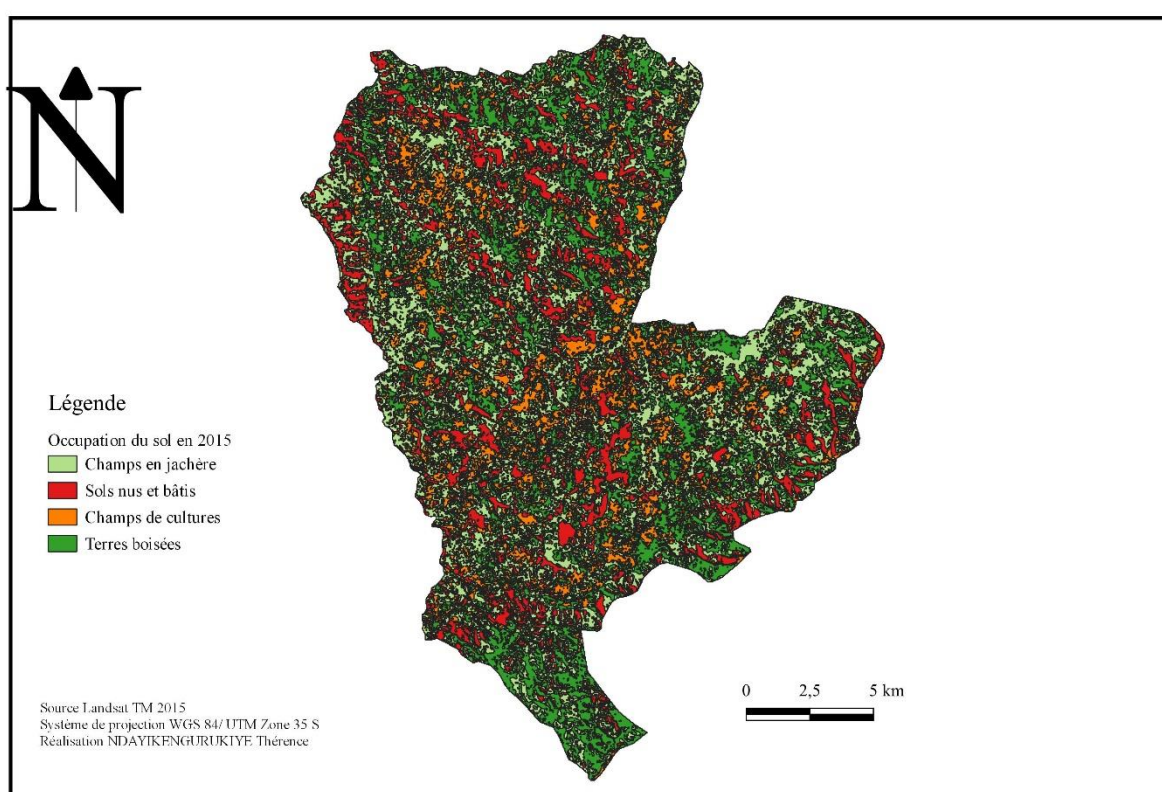 N
Légende
Occupation du sol en 2015
Champs en jachère
Sols nus et bâtis
Champs de cultures
Terres boisées
0 2,5 5 km
Source Landsat TM 2015
Système de projection WGS 84/ UTM Zone 35 S
Réalisation NDAYIKENGURUKIYE Thérence